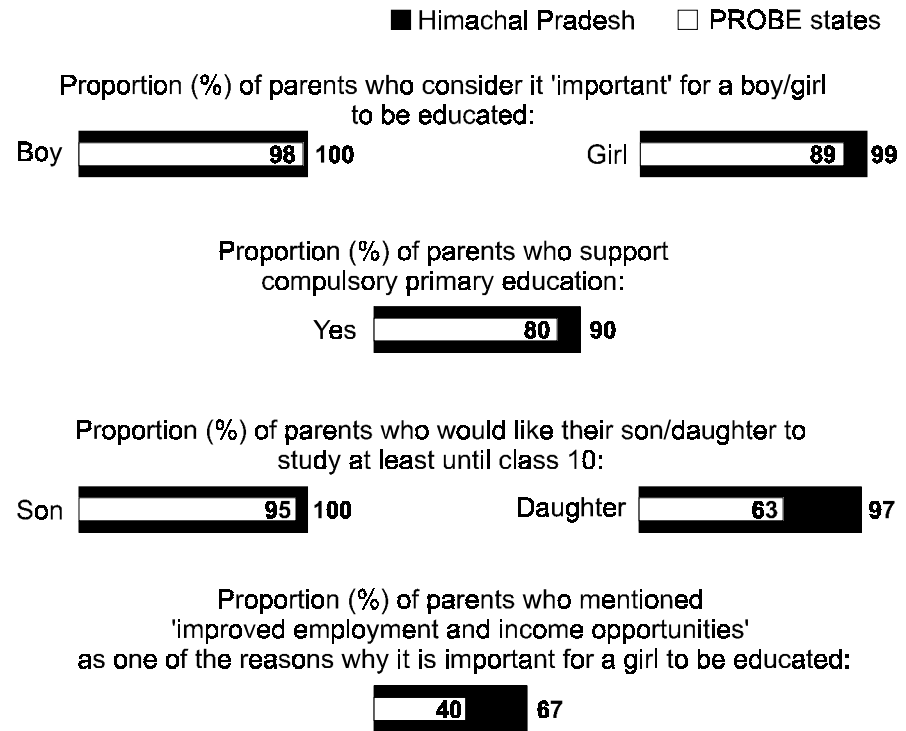 Himachal Pradesh PROBE states
Proportion (%) of parents who consider it 'important' for a boy/girl
to be educated:
Boy 98 100 Girl 89 99
Proportion (%) of parents who support
compulsory primary education:
Yes 80 90
Proportion (%) of parents who would like their son/daughter to
study at least until class 10:
Son 95 100 Daughter 63 97
Proportion (%) of parents who mentioned
'improved employment and income opportunities'
as one of the reasons why it is important for a girl to be educated:
40 67